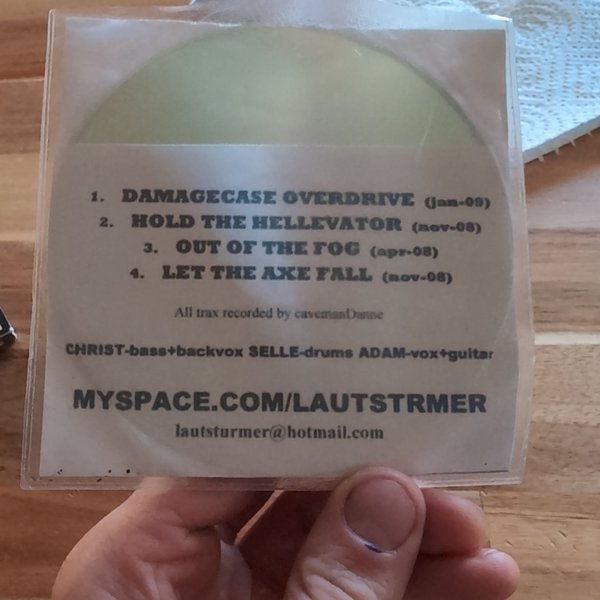 1. DAMAGECASE OVERDRIVE (jan-09)
2. HOLD THE HELLEVATOR (nov-08)
3. OUT OF THE FOG (apr-08)
4. LET THE AXE FALL (nov-08)
All trax recorded by cavemanDanne
CHRIST-bass+backvox SELLE-drums ADAM-vox+guitar
MYSPACE.COM/LAUTSTRMER
lautsturmer@hotmail.com